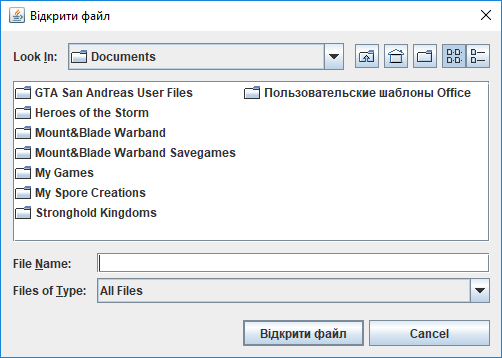 Відкрити файл
Look In: Documents
GTA San Andreas User Files
Heroes of the Storm
Mount&Blade Warband
Mount&Blade Warband Savegames
My Games
My Spore Creations
Stronghold Kingdoms
Пользовательские шаблоны Office
File Name:
Files of Type: All Files
Відкрити файл Cancel